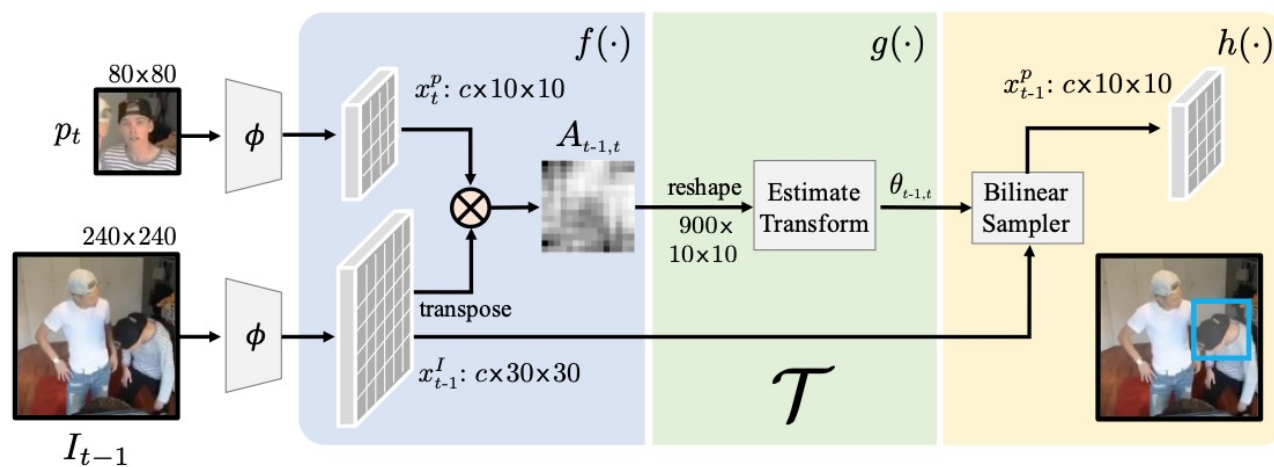 f(·)
g(·)
h(·)
80×80
p_t
ϕ
x_t^p: c×10×10
A_{t-1,t}
x_{t-1}^p: c×10×10
reshape
900×
10×10
Estimate
Transform
θ_{t-1,t}
Bilinear
Sampler
240×240
ϕ
transpose
x_{t-1}^I: c×30×30
𝒯
I_{t−1}